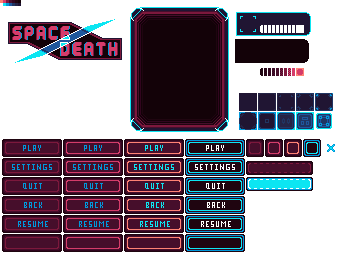 SPACE
DEATH
PLAY PLAY PLAY PLAY
SETTINGS SETTINGS SETTINGS SETTINGS
QUIT QUIT QUIT QUIT
BACK BACK BACK BACK
RESUME RESUME RESUME RESUME